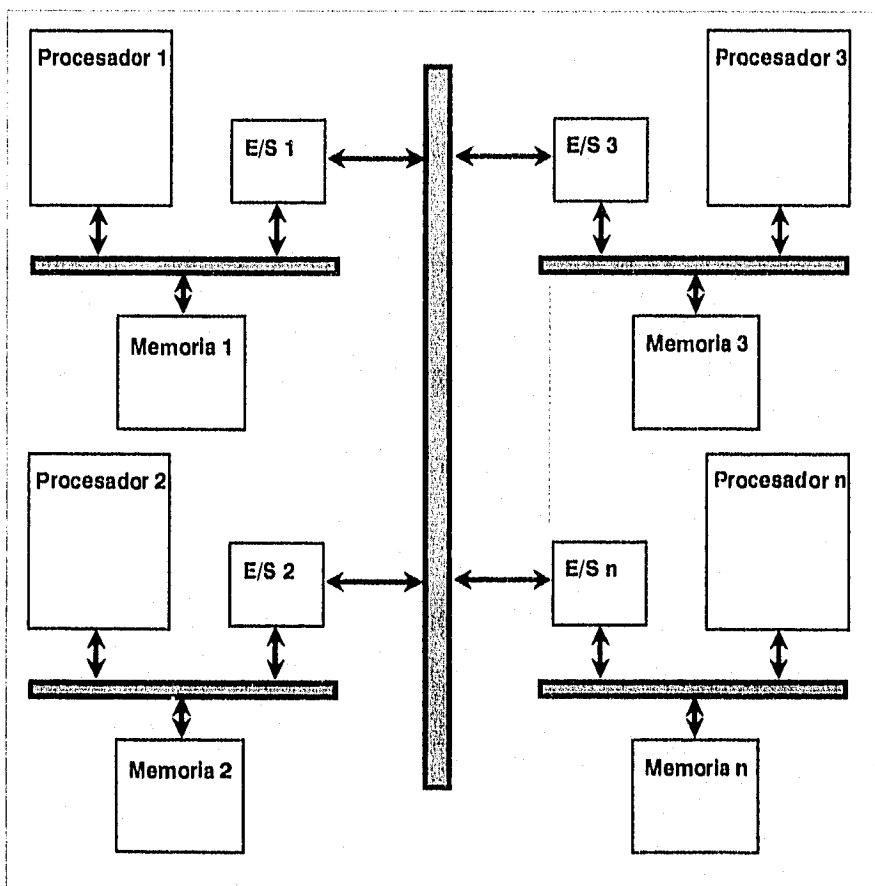 Procesador 1
Procesador 3
E/S 1
E/S 3
Memoria 1
Memoria 3
Procesador 2
Procesador n
E/S 2
E/S n
Memoria 2
Memoria n